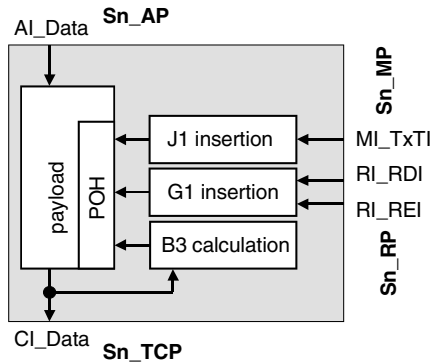 Sn_AP
AI_Data
Sn_MP
payload
POH
J1 insertion
MI_TxTI
G1 insertion
RI_RDI
RI_REI
B3 calculation
Sn_RP
CI_Data
Sn_TCP